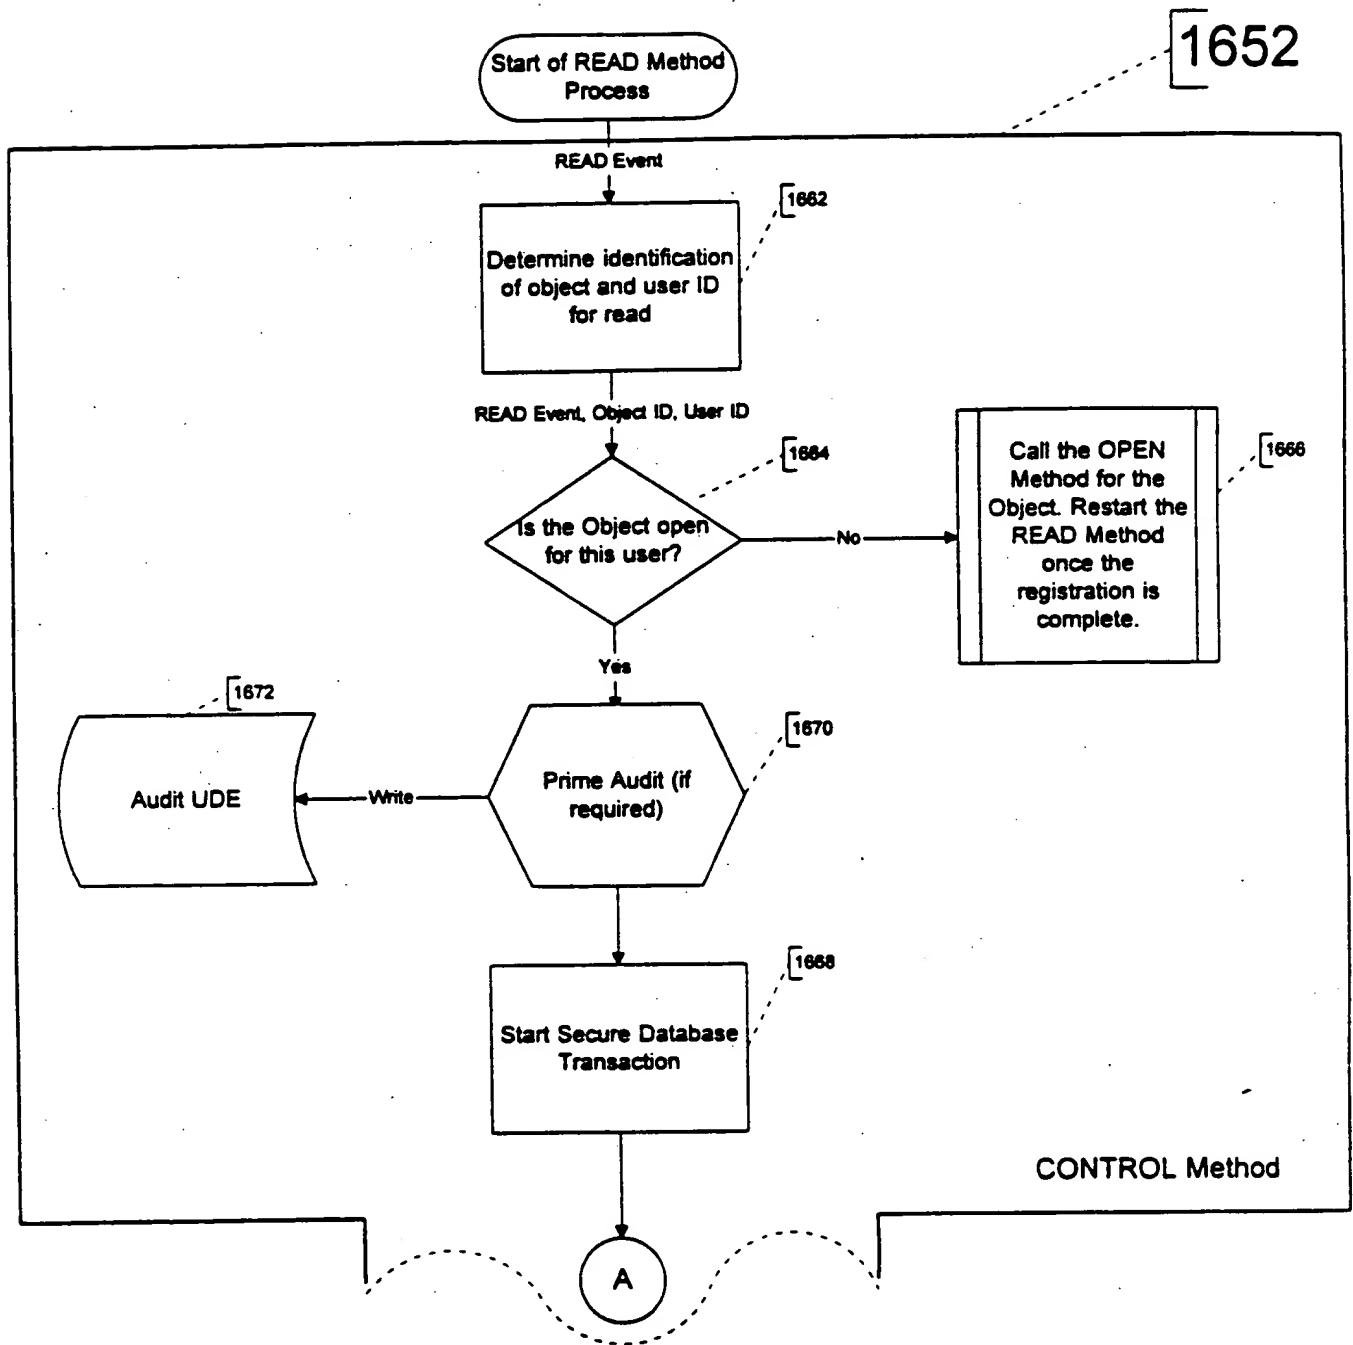 1652
Start of READ Method
Process
READ Event
1662
Determine identification
of object and user ID
for read
READ Event, Object ID, User ID
1664
Is the Object open
for this user?
No
Call the OPEN
Method for the
Object. Restart the
READ Method
once the
registration is
complete.
1666
Yes
1672
Audit UDE
Write
1670
Prime Audit (if
required)
1668
Start Secure Database
Transaction
CONTROL Method
A